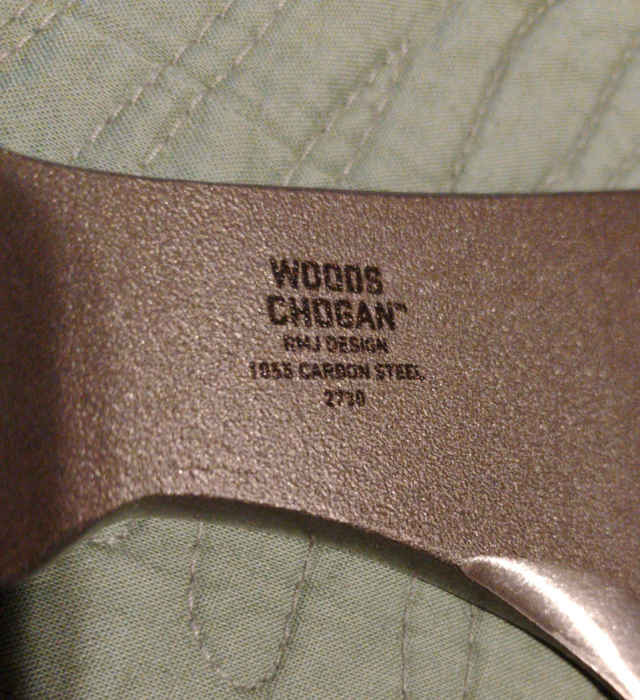 WOODS
CHOGAN™
RMJ DESIGN
1055 CARBON STEEL
2730